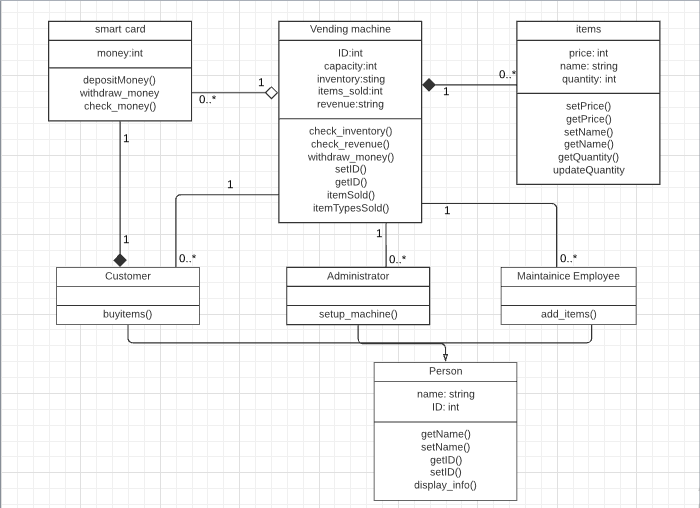 smart card
money:int
depositMoney()
withdraw_money
check_money()
Vending machine
ID:int
capacity:int
inventory:sting
items_sold:int
revenue:string
check_inventory()
check_revenue()
withdraw_money()
setID()
getID()
itemSold()
itemTypesSold()
items
price: int
name: string
quantity: int
setPrice()
getPrice()
setName()
getName()
getQuantity()
updateQuantity
1
0..*
0..*
1
1
1
1
0..*
1
0..*
1
0..*
Customer
buyitems()
Administrator
setup_machine()
Maintainice Employee
add_items()
Person
name: string
ID: int
getName()
setName()
getID()
setID()
display_info()